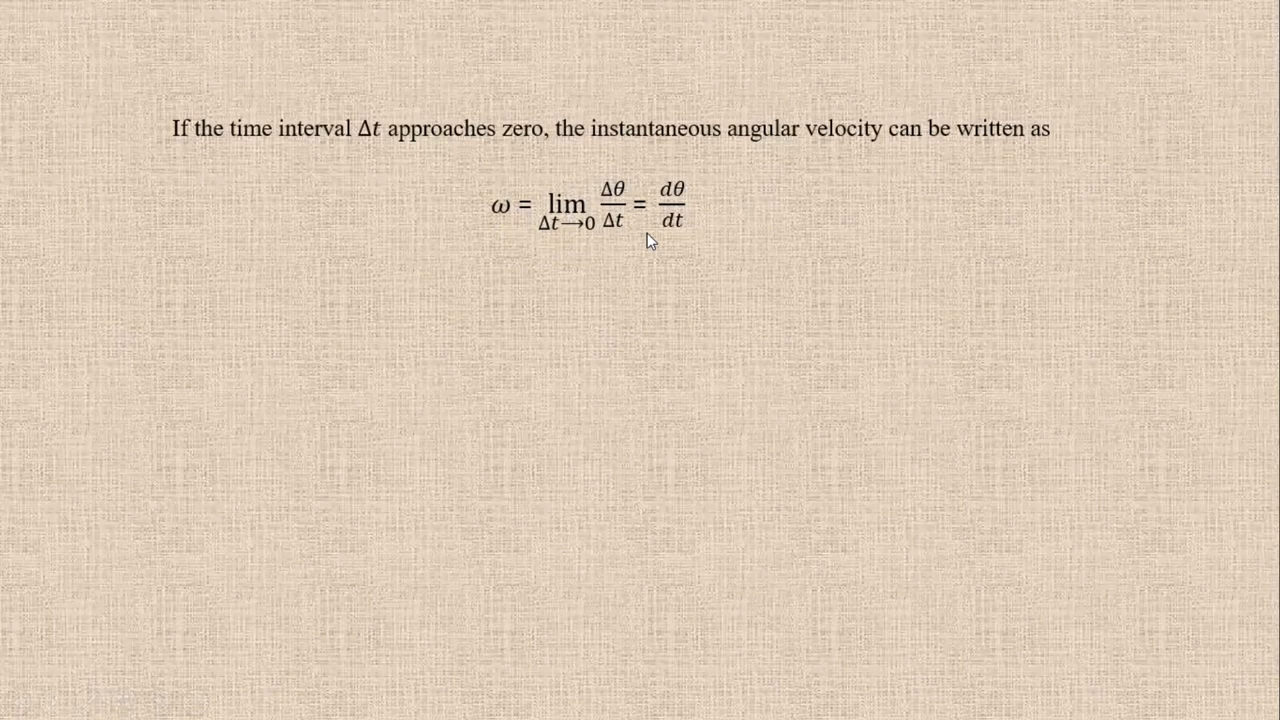 If the time interval Δt approaches zero, the instantaneous angular velocity can be written as
ω = lim_{Δt→0} Δθ/Δt = dθ/dt